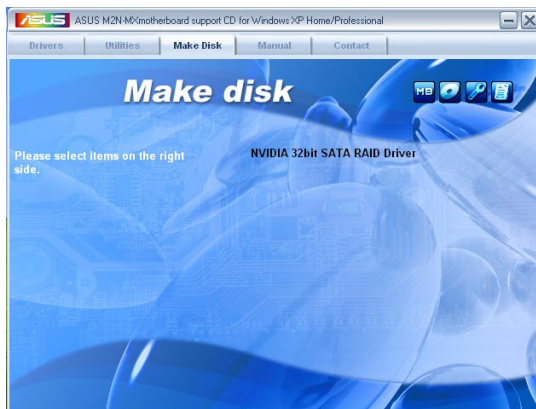 ASUS ASUS M2N-MXmotherboard support CD for Windows XP Home/Professional
Drivers Utilities Make Disk Manual Contact
Make disk
MB
Please select items on the right
side.
NVIDIA 32bit SATA RAID Driver